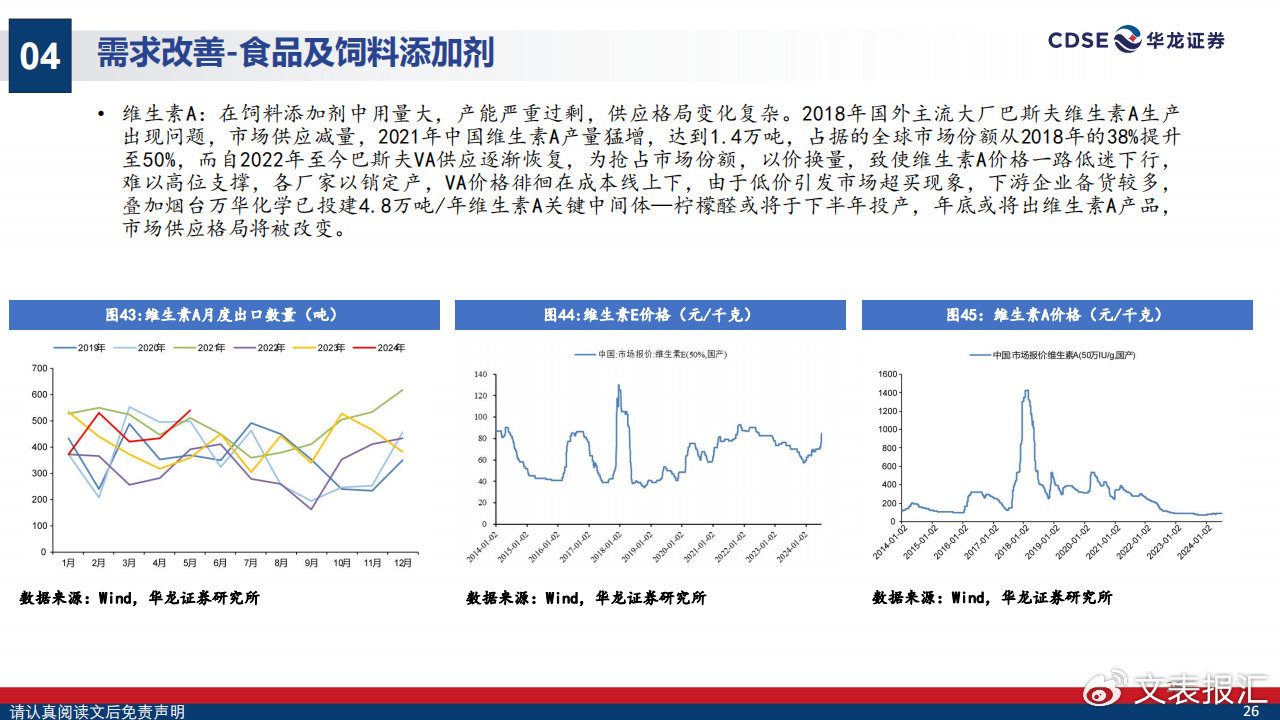 04
需求改善-食品及饲料添加剂
CDSE 华龙证券
• 维生素A：在饲料添加剂中用量大，产能严重过剩，供应格局变化复杂。2018年国外主流大厂巴斯夫维生素A生产
出现问题，市场供应减量，2021年中国维生素A产量猛增，达到1.4万吨，占据的全球市场份额从2018年的38%提升
至50%，而自2022年至今巴斯夫VA供应逐渐恢复，为抢占市场份额，以价换量，致使维生素A价格一路低迷下行，
难以高位支撑，各厂家以销定产，VA价格徘徊在成本线上下，由于低价引发市场超买现象，下游企业备货较多，
叠加烟台万华化学已投建4.8万吨/年维生素A关键中间体—柠檬醛或将于下半年投产，年底或将出维生素A产品，
市场供应格局将被改变。
图43:维生素A月度出口数量（吨）
2019年 2020年 2021年 2022年 2023年 2024年
700
600
500
400
300
200
100
0
1月 2月 3月 4月 5月 6月 7月 8月 9月 10月 11月 12月
数据来源：Wind，华龙证券研究所
图44:维生素E价格（元/千克）
中国:市场报价:维生素E(50%,国产)
140
120
100
80
60
40
20
0
2014-01-02 2015-01-02 2016-01-02 2017-01-02 2018-01-02 2019-01-02 2020-01-02 2021-01-02 2022-01-02 2023-01-02 2024-01-02
数据来源：Wind，华龙证券研究所
图45：维生素A价格（元/千克）
中国:市场报价:维生素A(50万IU/g,国产)
1600
1400
1200
1000
800
600
400
200
0
2014-01-02 2015-01-02 2016-01-02 2017-01-02 2018-01-02 2019-01-02 2020-01-02 2021-01-02 2022-01-02 2023-01-02 2024-01-02
数据来源：Wind，华龙证券研究所
文表报汇
请认真阅读文后免责声明
26